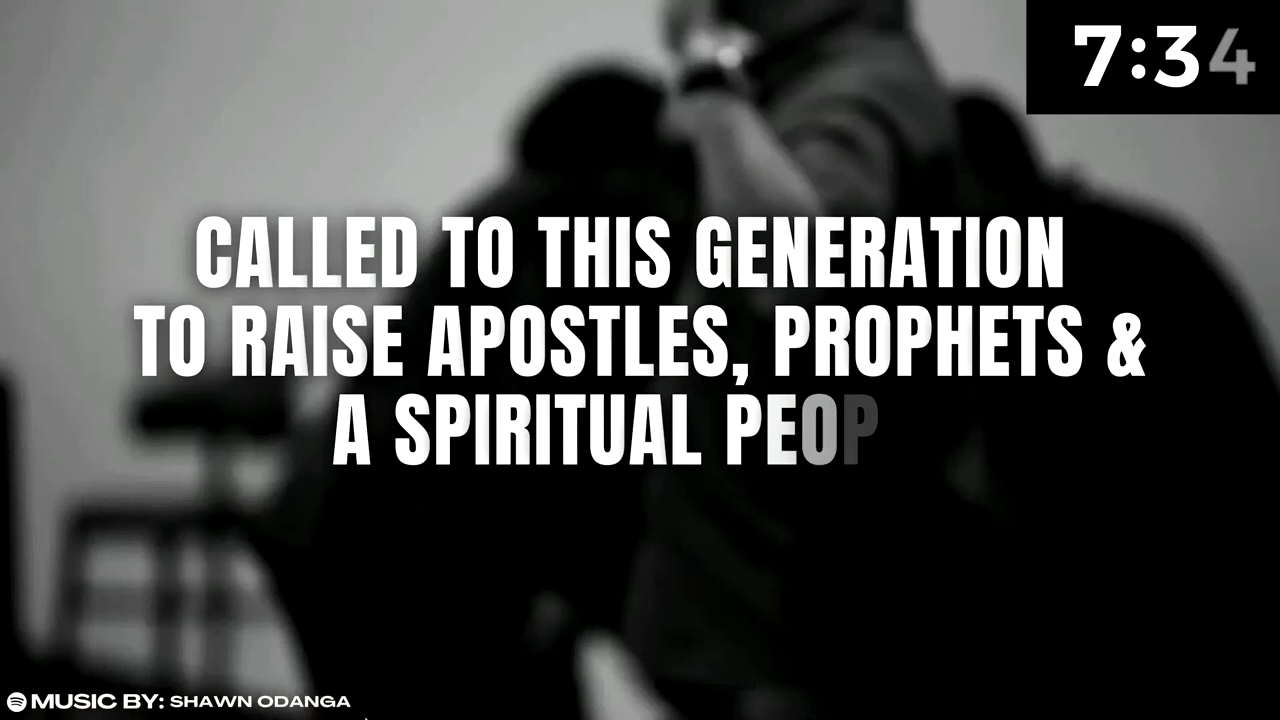 7:34
CALLED TO THIS GENERATION
TO RAISE APOSTLES, PROPHETS &
A SPIRITUAL PEOP
MUSIC BY: SHAWN ODANGA